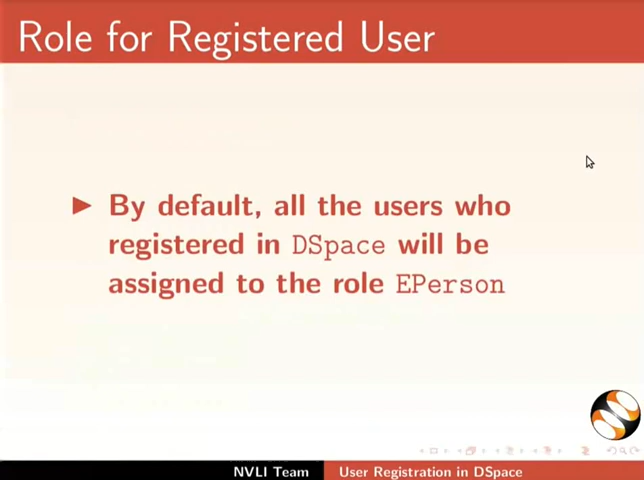 Role for Registered User
By default, all the users who
registered in DSpace will be
assigned to the role EPerson
NVLI Team User Registration in DSpace